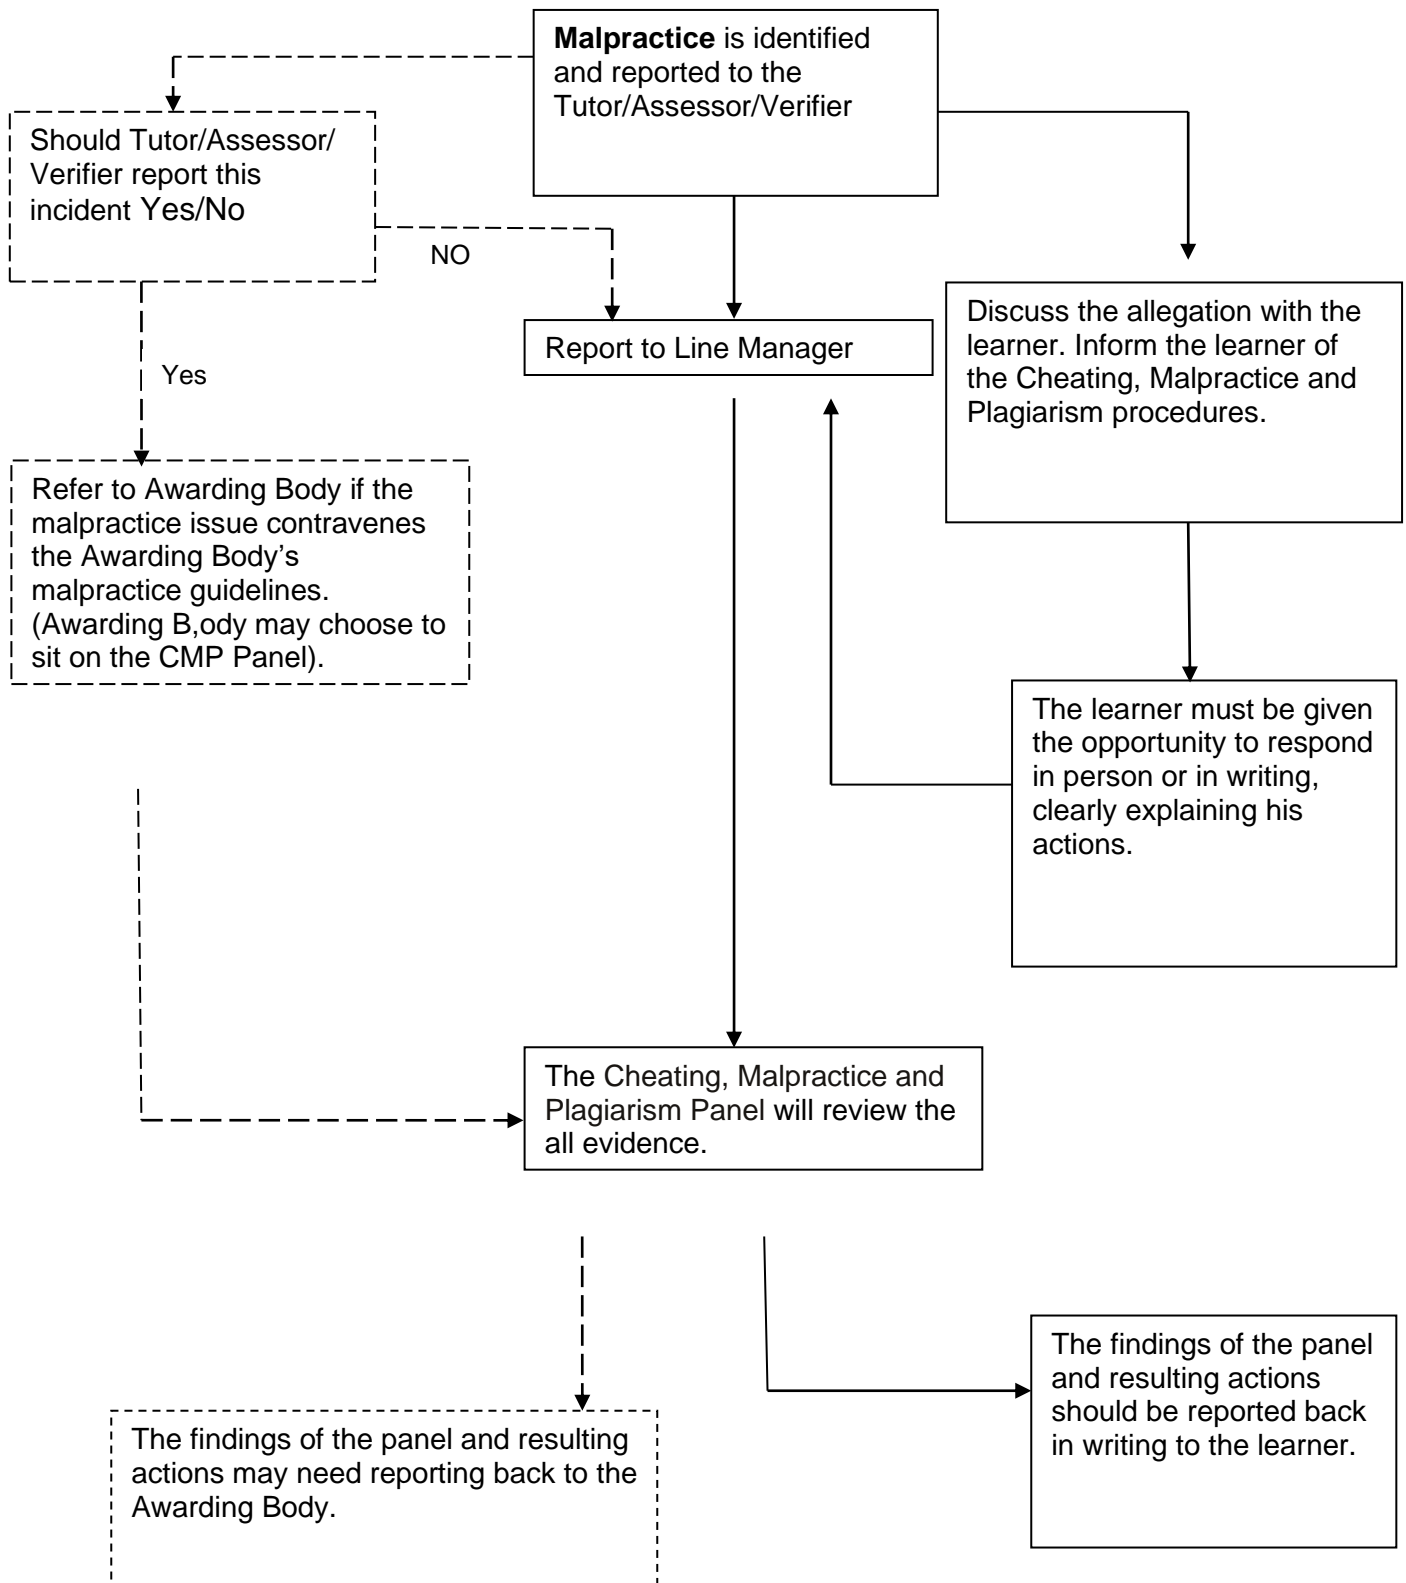 Malpractice is identified
and reported to the
Tutor/Assessor/Verifier
Should Tutor/Assessor/
Verifier report this
incident Yes/No
NO
Report to Line Manager
Discuss the allegation with the
learner. Inform the learner of
the Cheating, Malpractice and
Plagiarism procedures.
Yes
Refer to Awarding Body if the
malpractice issue contravenes
the Awarding Body’s
malpractice guidelines.
(Awarding B,ody may choose to
sit on the CMP Panel).
The learner must be given
the opportunity to respond
in person or in writing,
clearly explaining his
actions.
The Cheating, Malpractice and
Plagiarism Panel will review the
all evidence.
The findings of the panel
and resulting actions
should be reported back
in writing to the learner.
The findings of the panel and resulting
actions may need reporting back to the
Awarding Body.